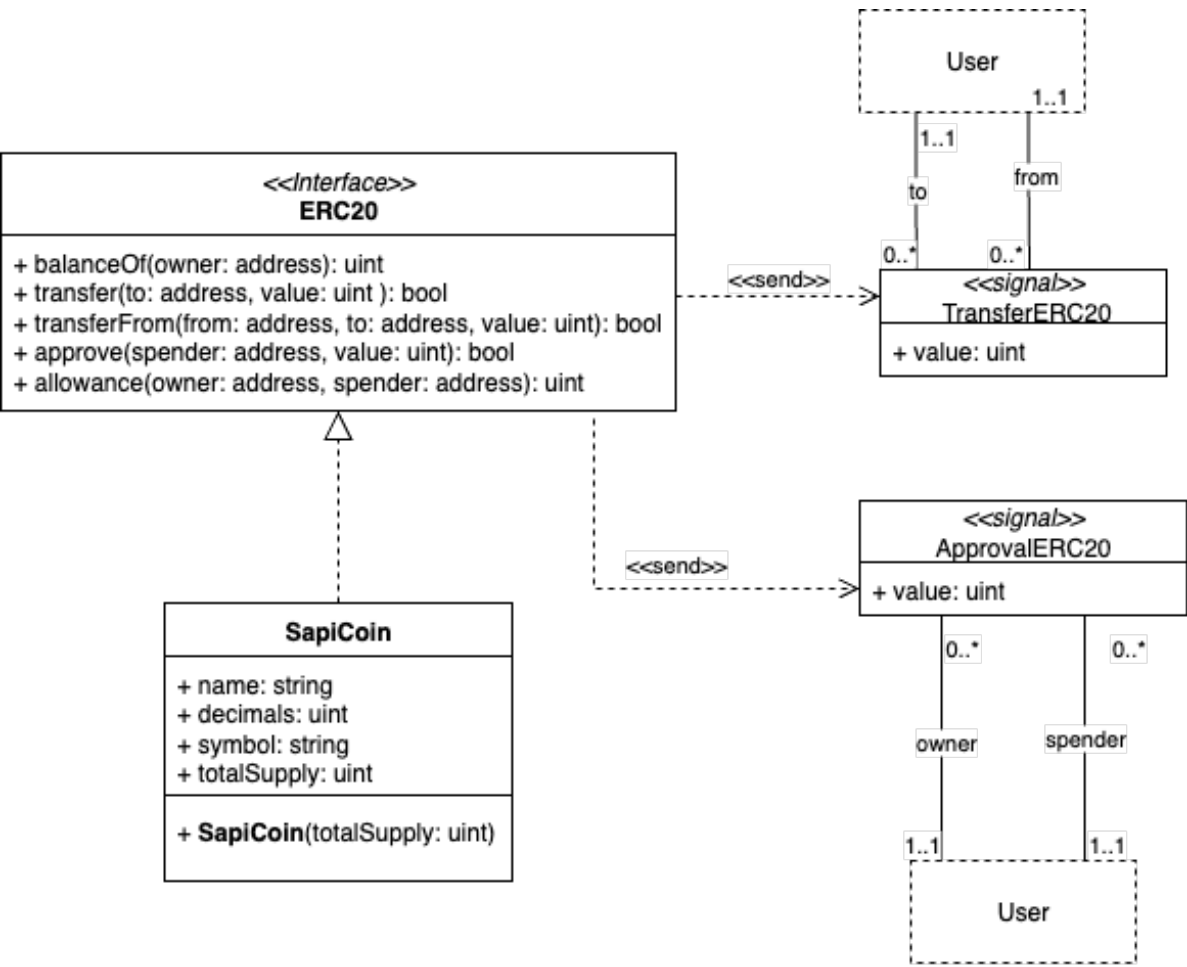 User
1..1
1..1
to
from
0..*
0..*
<<Interface>>
ERC20
+ balanceOf(owner: address): uint
+ transfer(to: address, value: uint ): bool
+ transferFrom(from: address, to: address, value: uint): bool
+ approve(spender: address, value: uint): bool
+ allowance(owner: address, spender: address): uint
<<send>>
<<signal>>
TransferERC20
+ value: uint
<<send>>
<<signal>>
ApprovalERC20
+ value: uint
0..*
0..*
owner
spender
1..1
1..1
User
SapiCoin
+ name: string
+ decimals: uint
+ symbol: string
+ totalSupply: uint
+ SapiCoin(totalSupply: uint)